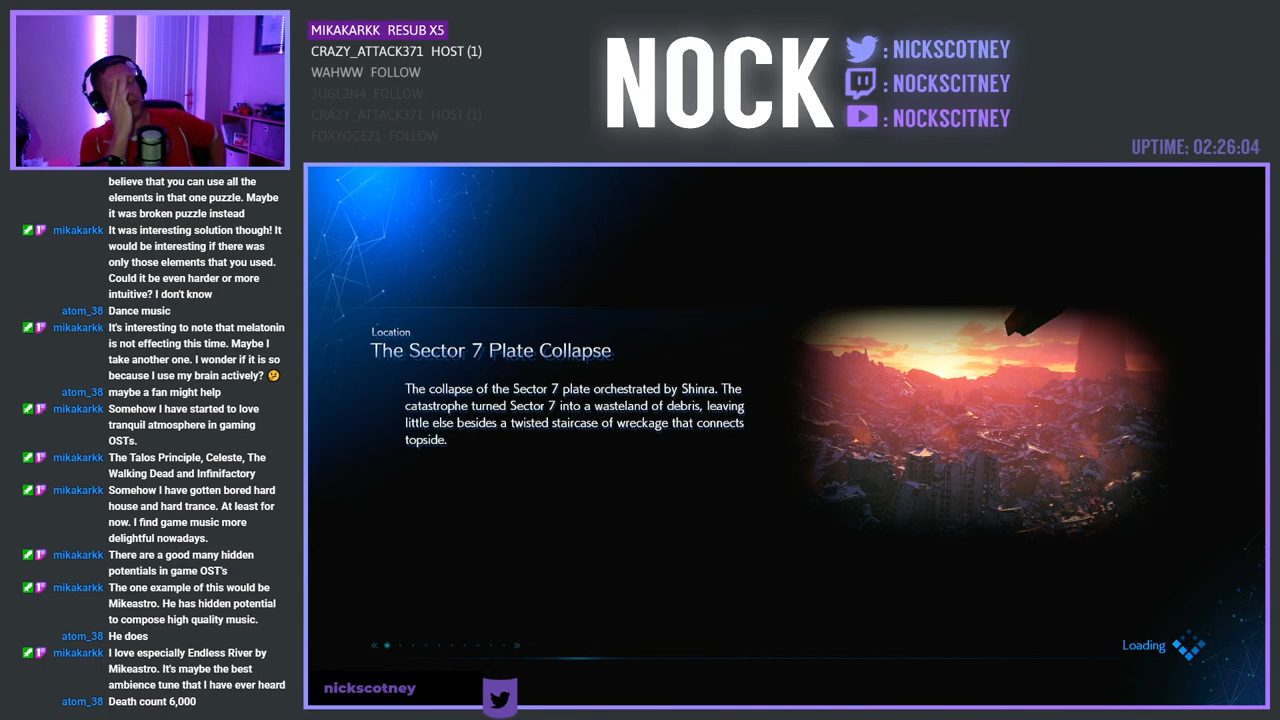 MIKAKARKK RESUB X5
CRAZY_ATTACK371 HOST (1)
WAHWW FOLLOW
3UGL3N4 FOLLOW
CRAZY_ATTACK371 HOST (1)
FOXYOCE21 FOLLOW
NOCK
: NICKSCOTNEY
: NOCKSCITNEY
: NOCKSCITNEY
UPTIME: 02:26:04
believe that you can use all the
elements in that one puzzle. Maybe
it was broken puzzle instead
mikakarkk It was interesting solution though! It
would be interesting if there was
only those elements that you used.
Could it be even harder or more
intuitive? I don't know
atom_38 Dance music
mikakarkk It's interesting to note that melatonin
is not effecting this time. Maybe I
take another one. I wonder if it is so
because I use my brain actively? 🤔
atom_38 maybe a fan might help
mikakarkk Somehow I have started to love
tranquil atmosphere in gaming
OSTs.
mikakarkk The Talos Principle, Celeste, The
Walking Dead and Infinifactory
mikakarkk Somehow I have gotten bored hard
house and hard trance. At least for
now. I find game music more
delightful nowadays.
mikakarkk There are a good many hidden
potentials in game OST's
mikakarkk The one example of this would be
Mikeastro. He has hidden potential
to compose high quality music.
atom_38 He does
mikakarkk I love especially Endless River by
Mikeastro. It's maybe the best
ambience tune that I have ever heard
atom_38 Death count 6,000
Location
The Sector 7 Plate Collapse
The collapse of the Sector 7 plate orchestrated by Shinra. The
catastrophe turned Sector 7 into a wasteland of debris, leaving
little else besides a twisted staircase of wreckage that connects
topside.
Loading
nickscotney